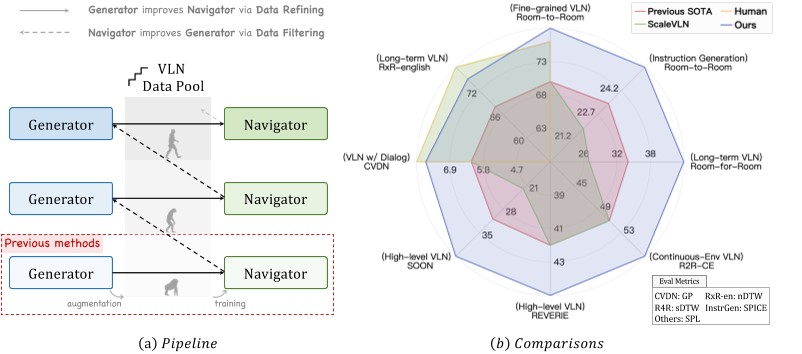 Generator improves Navigator via Data Refining
Navigator improves Generator via Data Filtering
VLN
Data Pool
Generator
Navigator
Generator
Navigator
Previous methods
Generator
Navigator
augmentation
training
(a) Pipeline
Previous SOTA
Human
ScaleVLN
Ours
(Fine-grained VLN)
Room-to-Room
(Long-term VLN)
RxR-english
(Instruction Generation)
Room-to-Room
(VLN w/ Dialog)
CVDN
(Long-term VLN)
Room-for-Room
(High-level VLN)
SOON
(Continuous-Env VLN)
R2R-CE
(High-level VLN)
REVERIE
73
68
63
24.2
22.7
21.2
72
66
60
6.9
5.8
4.7
26
32
38
21
28
35
45
49
53
39
41
43
Eval Metrics
CVDN: GP RxR-en: nDTW
R4R: sDTW InstrGen: SPICE
Others: SPL
(b) Comparisons